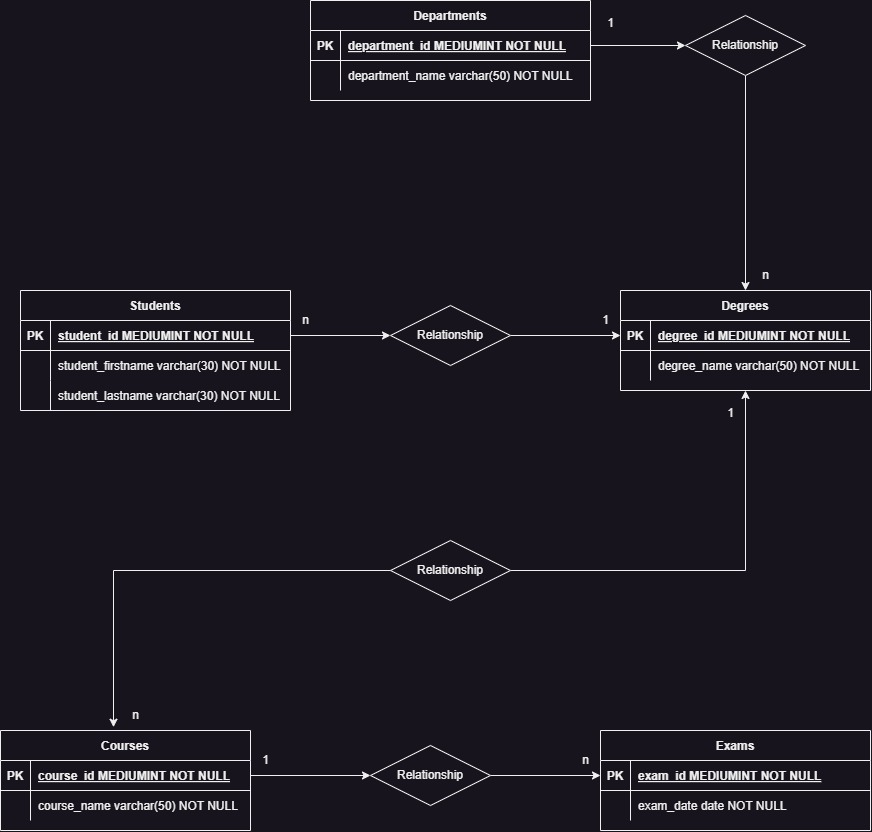 Departments
PK department_id MEDIUMINT NOT NULL
department_name varchar(50) NOT NULL
1
Relationship
n
Students
PK student_id MEDIUMINT NOT NULL
student_firstname varchar(30) NOT NULL
student_lastname varchar(30) NOT NULL
n
Relationship
1
Degrees
PK degree_id MEDIUMINT NOT NULL
degree_name varchar(50) NOT NULL
1
Relationship
n
Courses
PK course_id MEDIUMINT NOT NULL
course_name varchar(50) NOT NULL
1
Relationship
n
Exams
PK exam_id MEDIUMINT NOT NULL
exam_date date NOT NULL